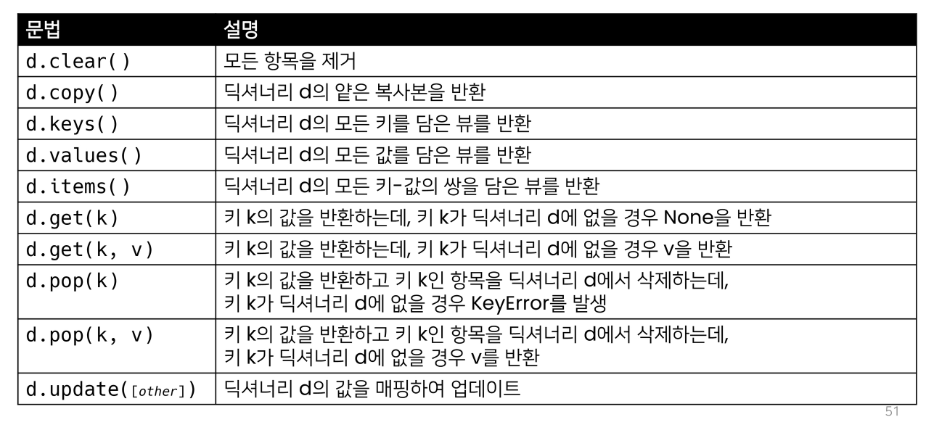 문법 설명
d.clear() 모든 항목을 제거
d.copy() 딕셔너리 d의 얕은 복사본을 반환
d.keys() 딕셔너리 d의 모든 키를 담은 뷰를 반환
d.values() 딕셔너리 d의 모든 값를 담은 뷰를 반환
d.items() 딕셔너리 d의 모든 키-값의 쌍을 담은 뷰를 반환
d.get(k) 키 k의 값을 반환하는데, 키 k가 딕셔너리 d에 없을 경우 None을 반환
d.get(k, v) 키 k의 값을 반환하는데, 키 k가 딕셔너리 d에 없을 경우 v을 반환
d.pop(k) 키 k의 값을 반환하고 키 k인 항목을 딕셔너리 d에서 삭제하는데,
키 k가 딕셔너리 d에 없을 경우 KeyError를 발생
d.pop(k, v) 키 k의 값을 반환하고 키 k인 항목을 딕셔너리 d에서 삭제하는데,
키 k가 딕셔너리 d에 없을 경우 v를 반환
d.update([other]) 딕셔너리 d의 값을 매핑하여 업데이트
51